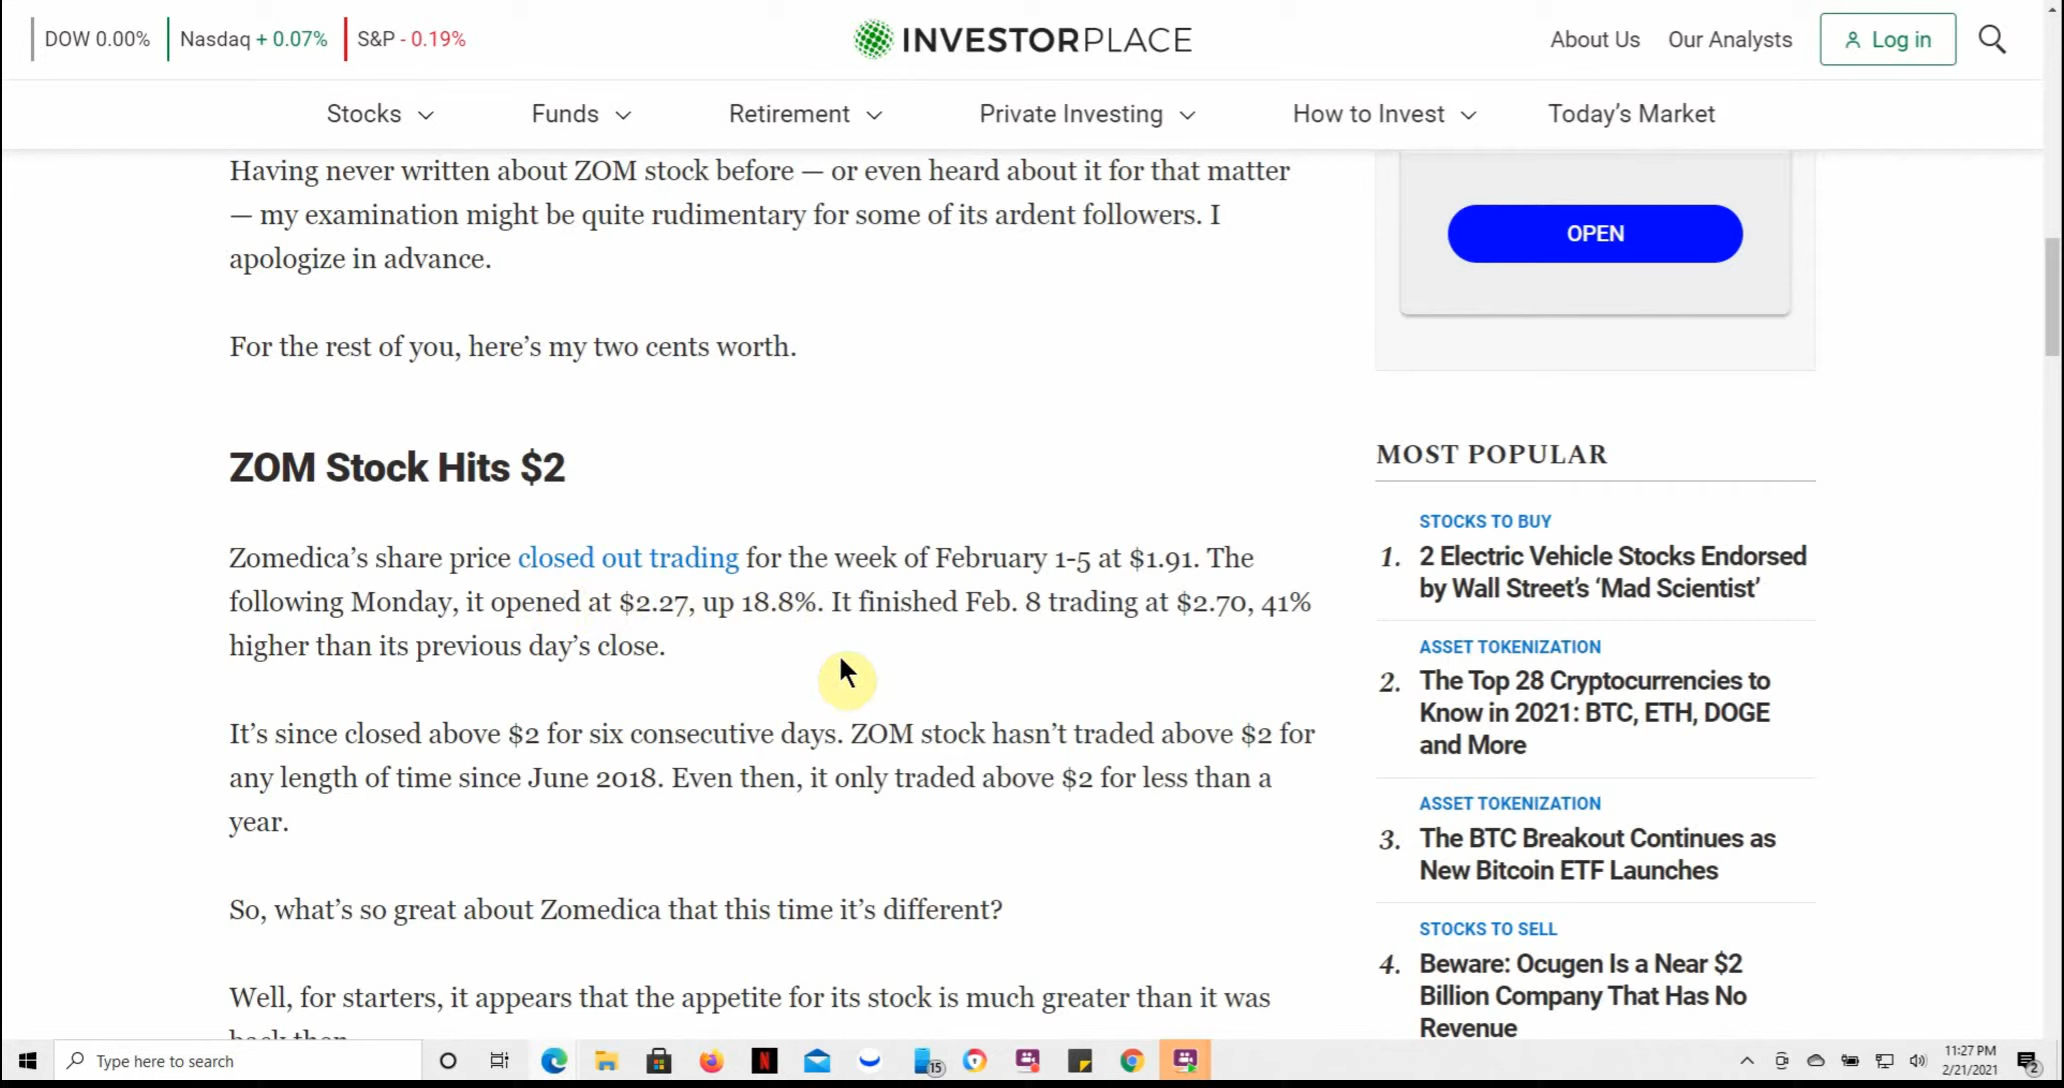 DOW 0.00% Nasdaq + 0.07% S&P - 0.19%
INVESTORPLACE
About Us Our Analysts Log in
Stocks Funds Retirement Private Investing How to Invest Today's Market
Having never written about ZOM stock before — or even heard about it for that matter
— my examination might be quite rudimentary for some of its ardent followers. I
apologize in advance.
For the rest of you, here's my two cents worth.
ZOM Stock Hits $2
Zomedica's share price closed out trading for the week of February 1-5 at $1.91. The
following Monday, it opened at $2.27, up 18.8%. It finished Feb. 8 trading at $2.70, 41%
higher than its previous day's close.
It's since closed above $2 for six consecutive days. ZOM stock hasn't traded above $2 for
any length of time since June 2018. Even then, it only traded above $2 for less than a
year.
So, what's so great about Zomedica that this time it's different?
Well, for starters, it appears that the appetite for its stock is much greater than it was
back then.
OPEN
MOST POPULAR
STOCKS TO BUY
1. 2 Electric Vehicle Stocks Endorsed
by Wall Street's 'Mad Scientist'
ASSET TOKENIZATION
2. The Top 28 Cryptocurrencies to
Know in 2021: BTC, ETH, DOGE
and More
ASSET TOKENIZATION
3. The BTC Breakout Continues as
New Bitcoin ETF Launches
STOCKS TO SELL
4. Beware: Ocugen Is a Near $2
Billion Company That Has No
Revenue
Type here to search
15
11:27 PM
2/21/2021
2